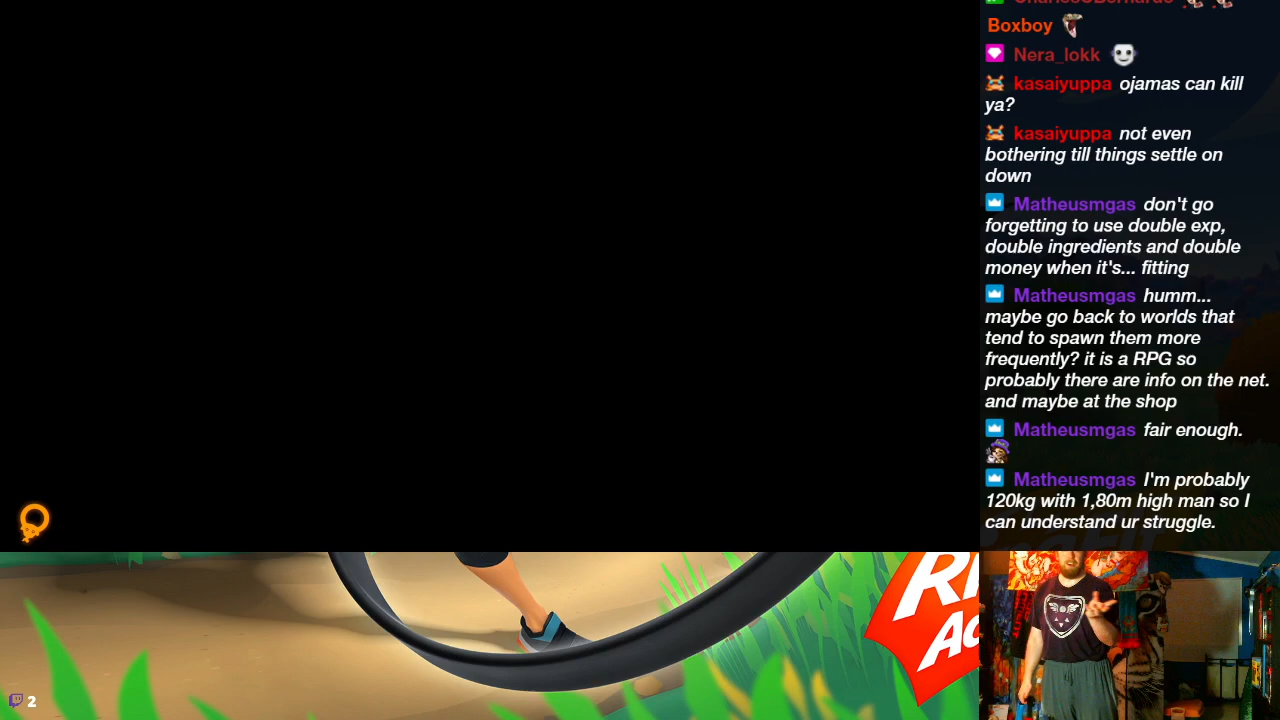 Boxboy
Nera_lokk
kasaiyuppa ojamas can kill
ya?
kasaiyuppa not even
bothering till things settle on
down
Matheusmgas don't go
forgetting to use double exp,
double ingredients and double
money when it's... fitting
Matheusmgas humm...
maybe go back to worlds that
tend to spawn them more
frequently? it is a RPG so
probably there are info on the net.
and maybe at the shop
Matheusmgas fair enough.
Matheusmgas I'm probably
120kg with 1,80m high man so I
can understand ur struggle.
2